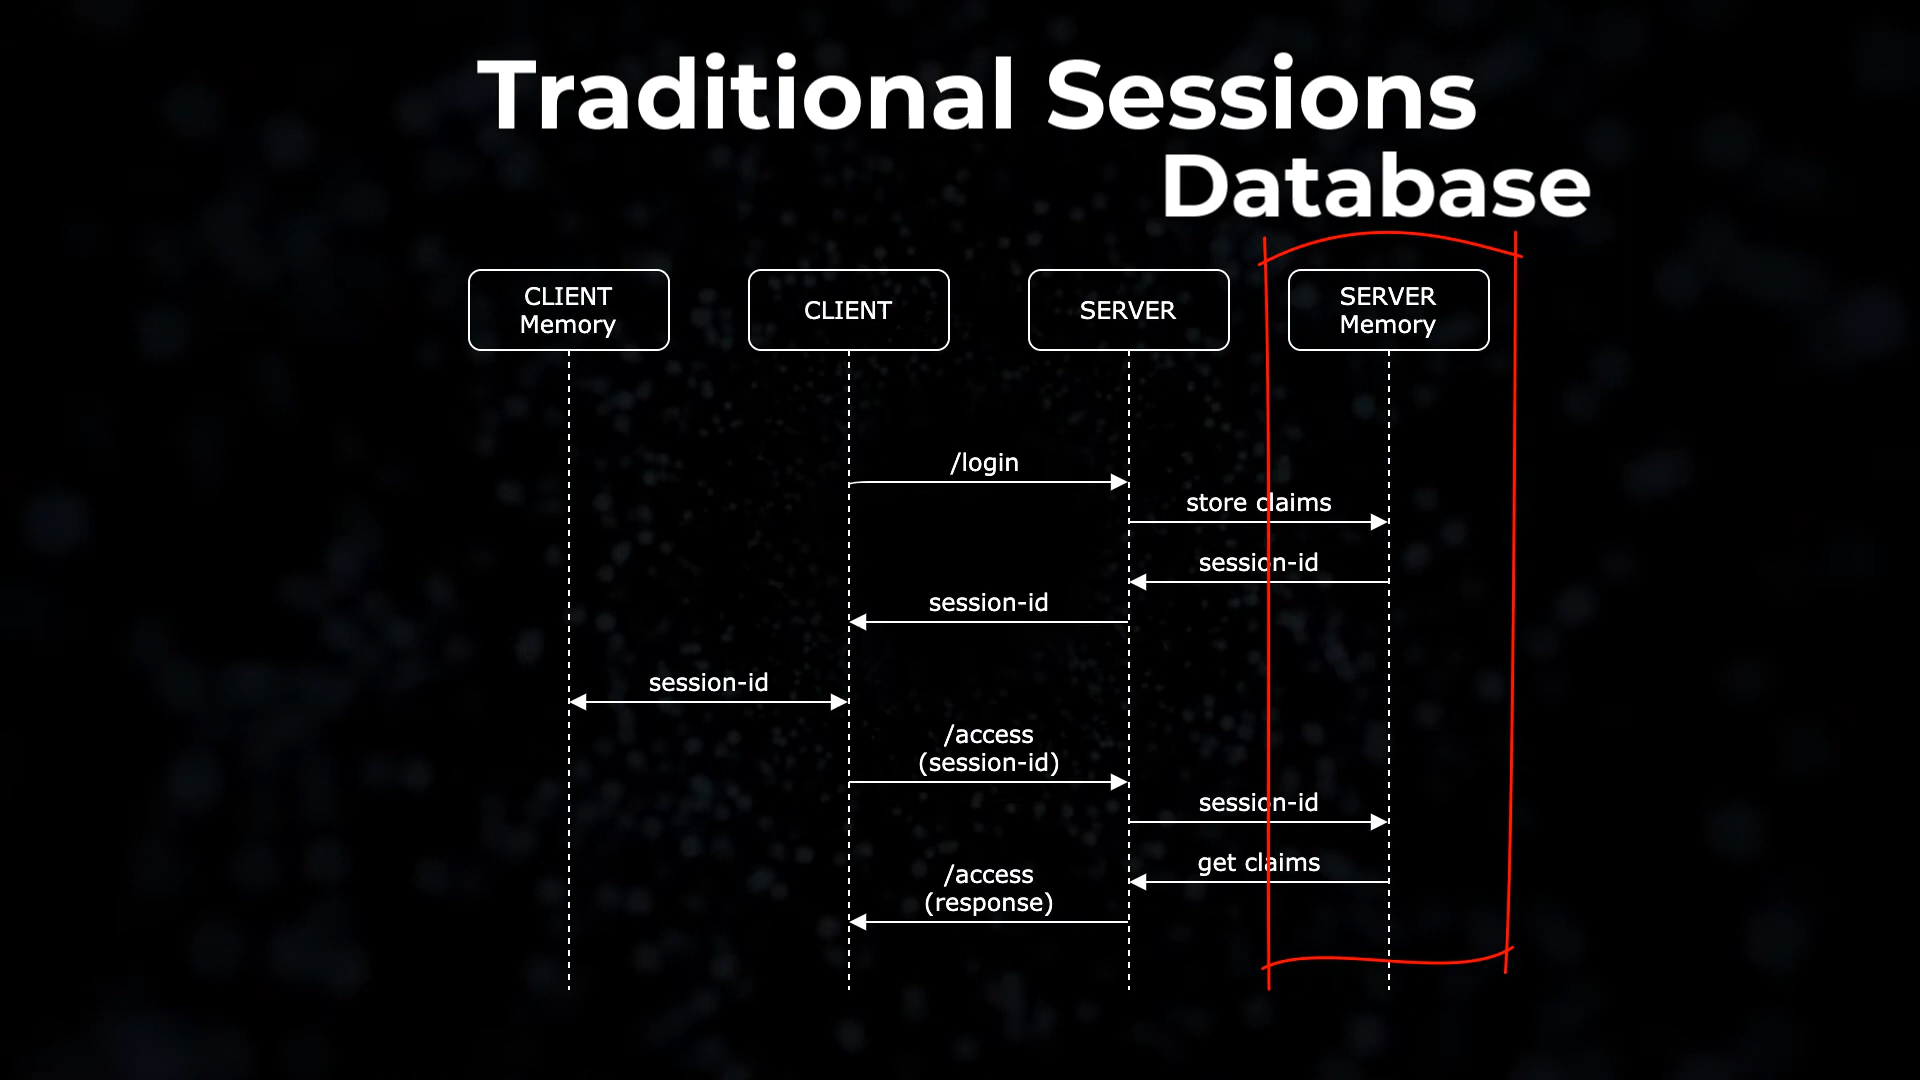 Traditional Sessions
Database
CLIENT
Memory
CLIENT
SERVER
SERVER
Memory
/login
store claims
session-id
session-id
session-id
/access
(session-id)
session-id
get claims
/access
(response)